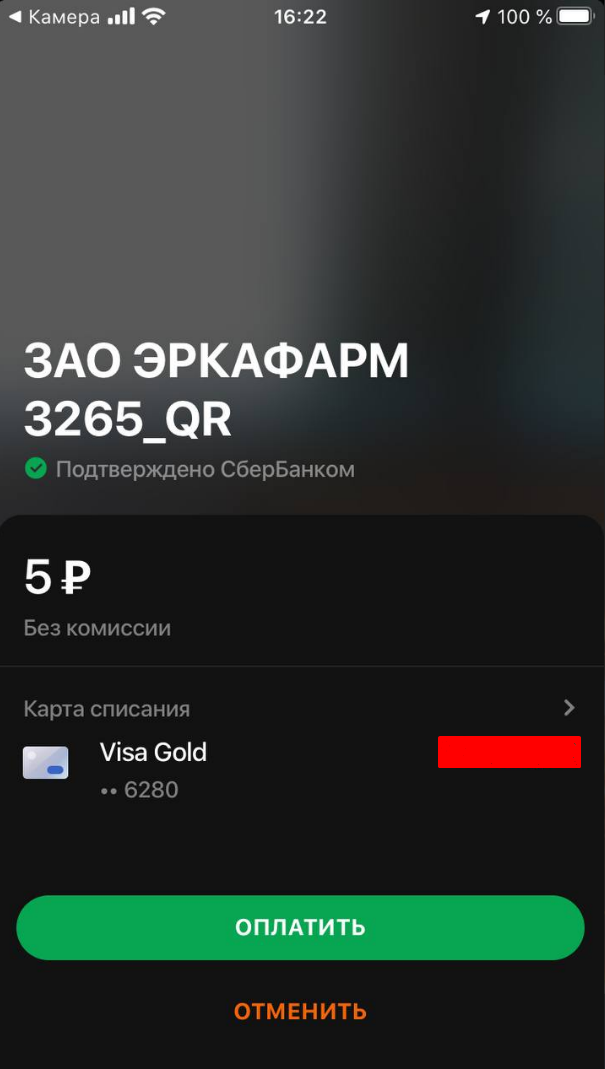 Камера 16:22 100 %
ЗАО ЭРКАФАРМ
3265_QR
Подтверждено СберБанком
5 ₽
Без комиссии
Карта списания
Visa Gold
•• 6280
ОПЛАТИТЬ
ОТМЕНИТЬ